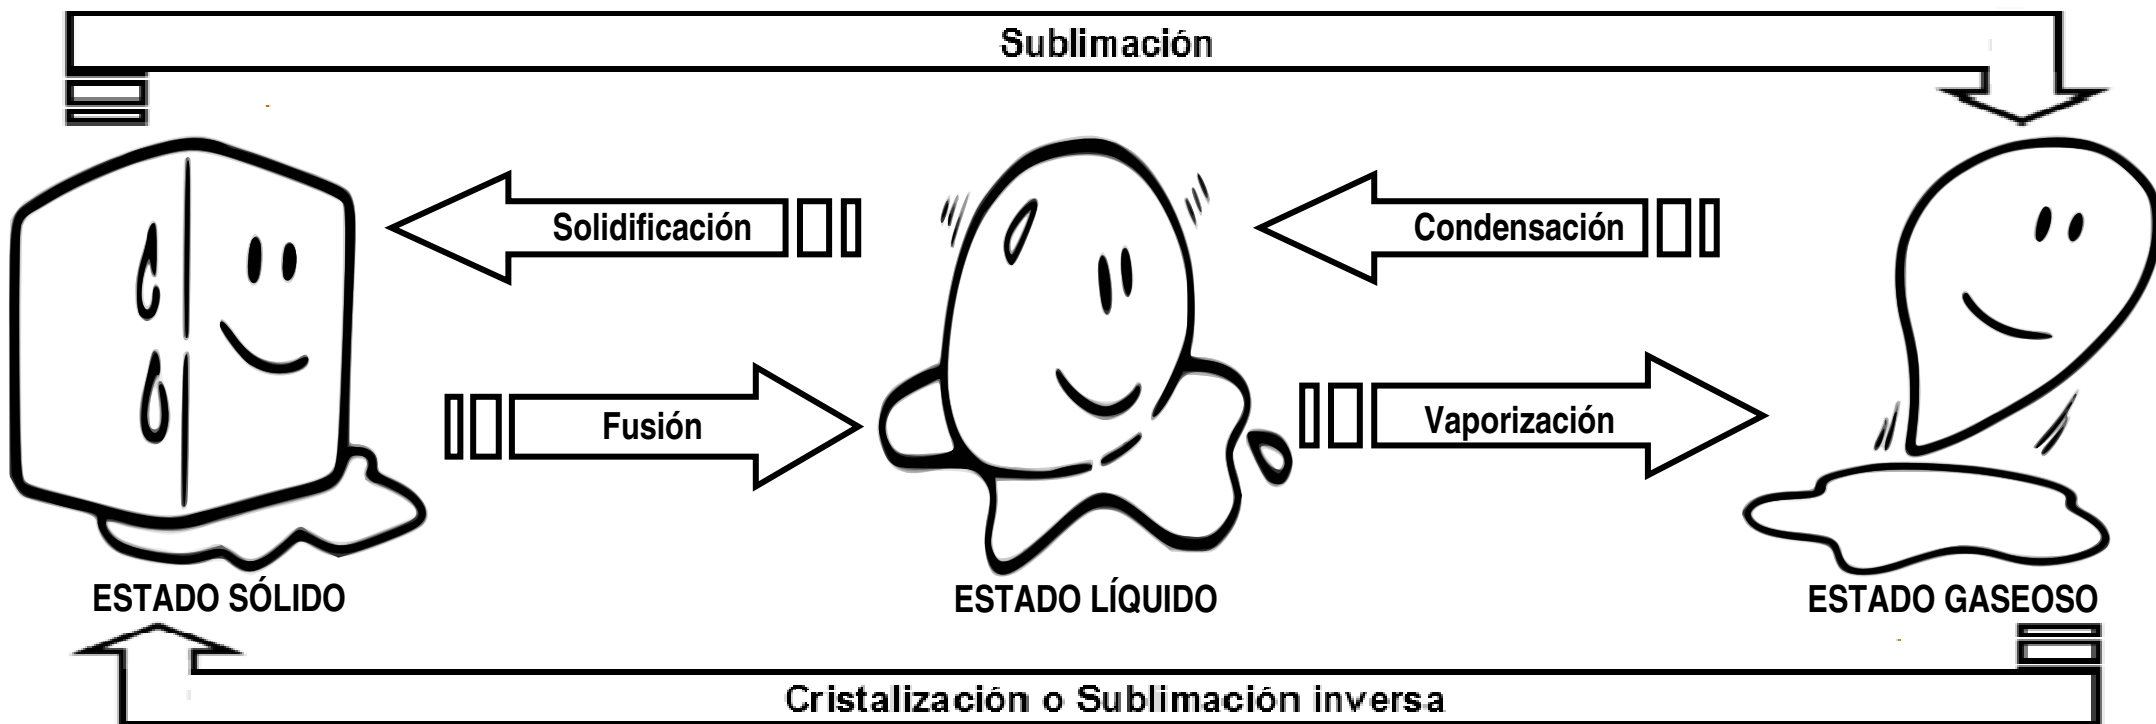 Sublimación
Solidificación
Condensación
Fusión
Vaporización
ESTADO SÓLIDO
ESTADO LÍQUIDO
ESTADO GASEOSO
Cristalización o Sublimación inversa